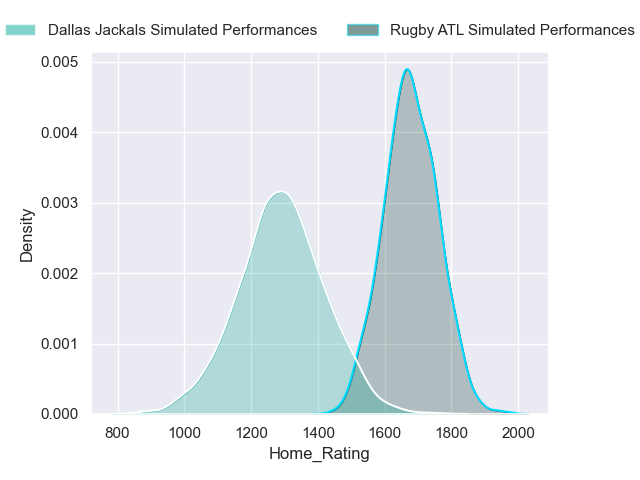 Dallas Jackals Simulated Performances
Rugby ATL Simulated Performances
0.005
0.004
0.003
0.002
0.001
0.000
Density
800 1000 1200 1400 1600 1800 2000
Home_Rating